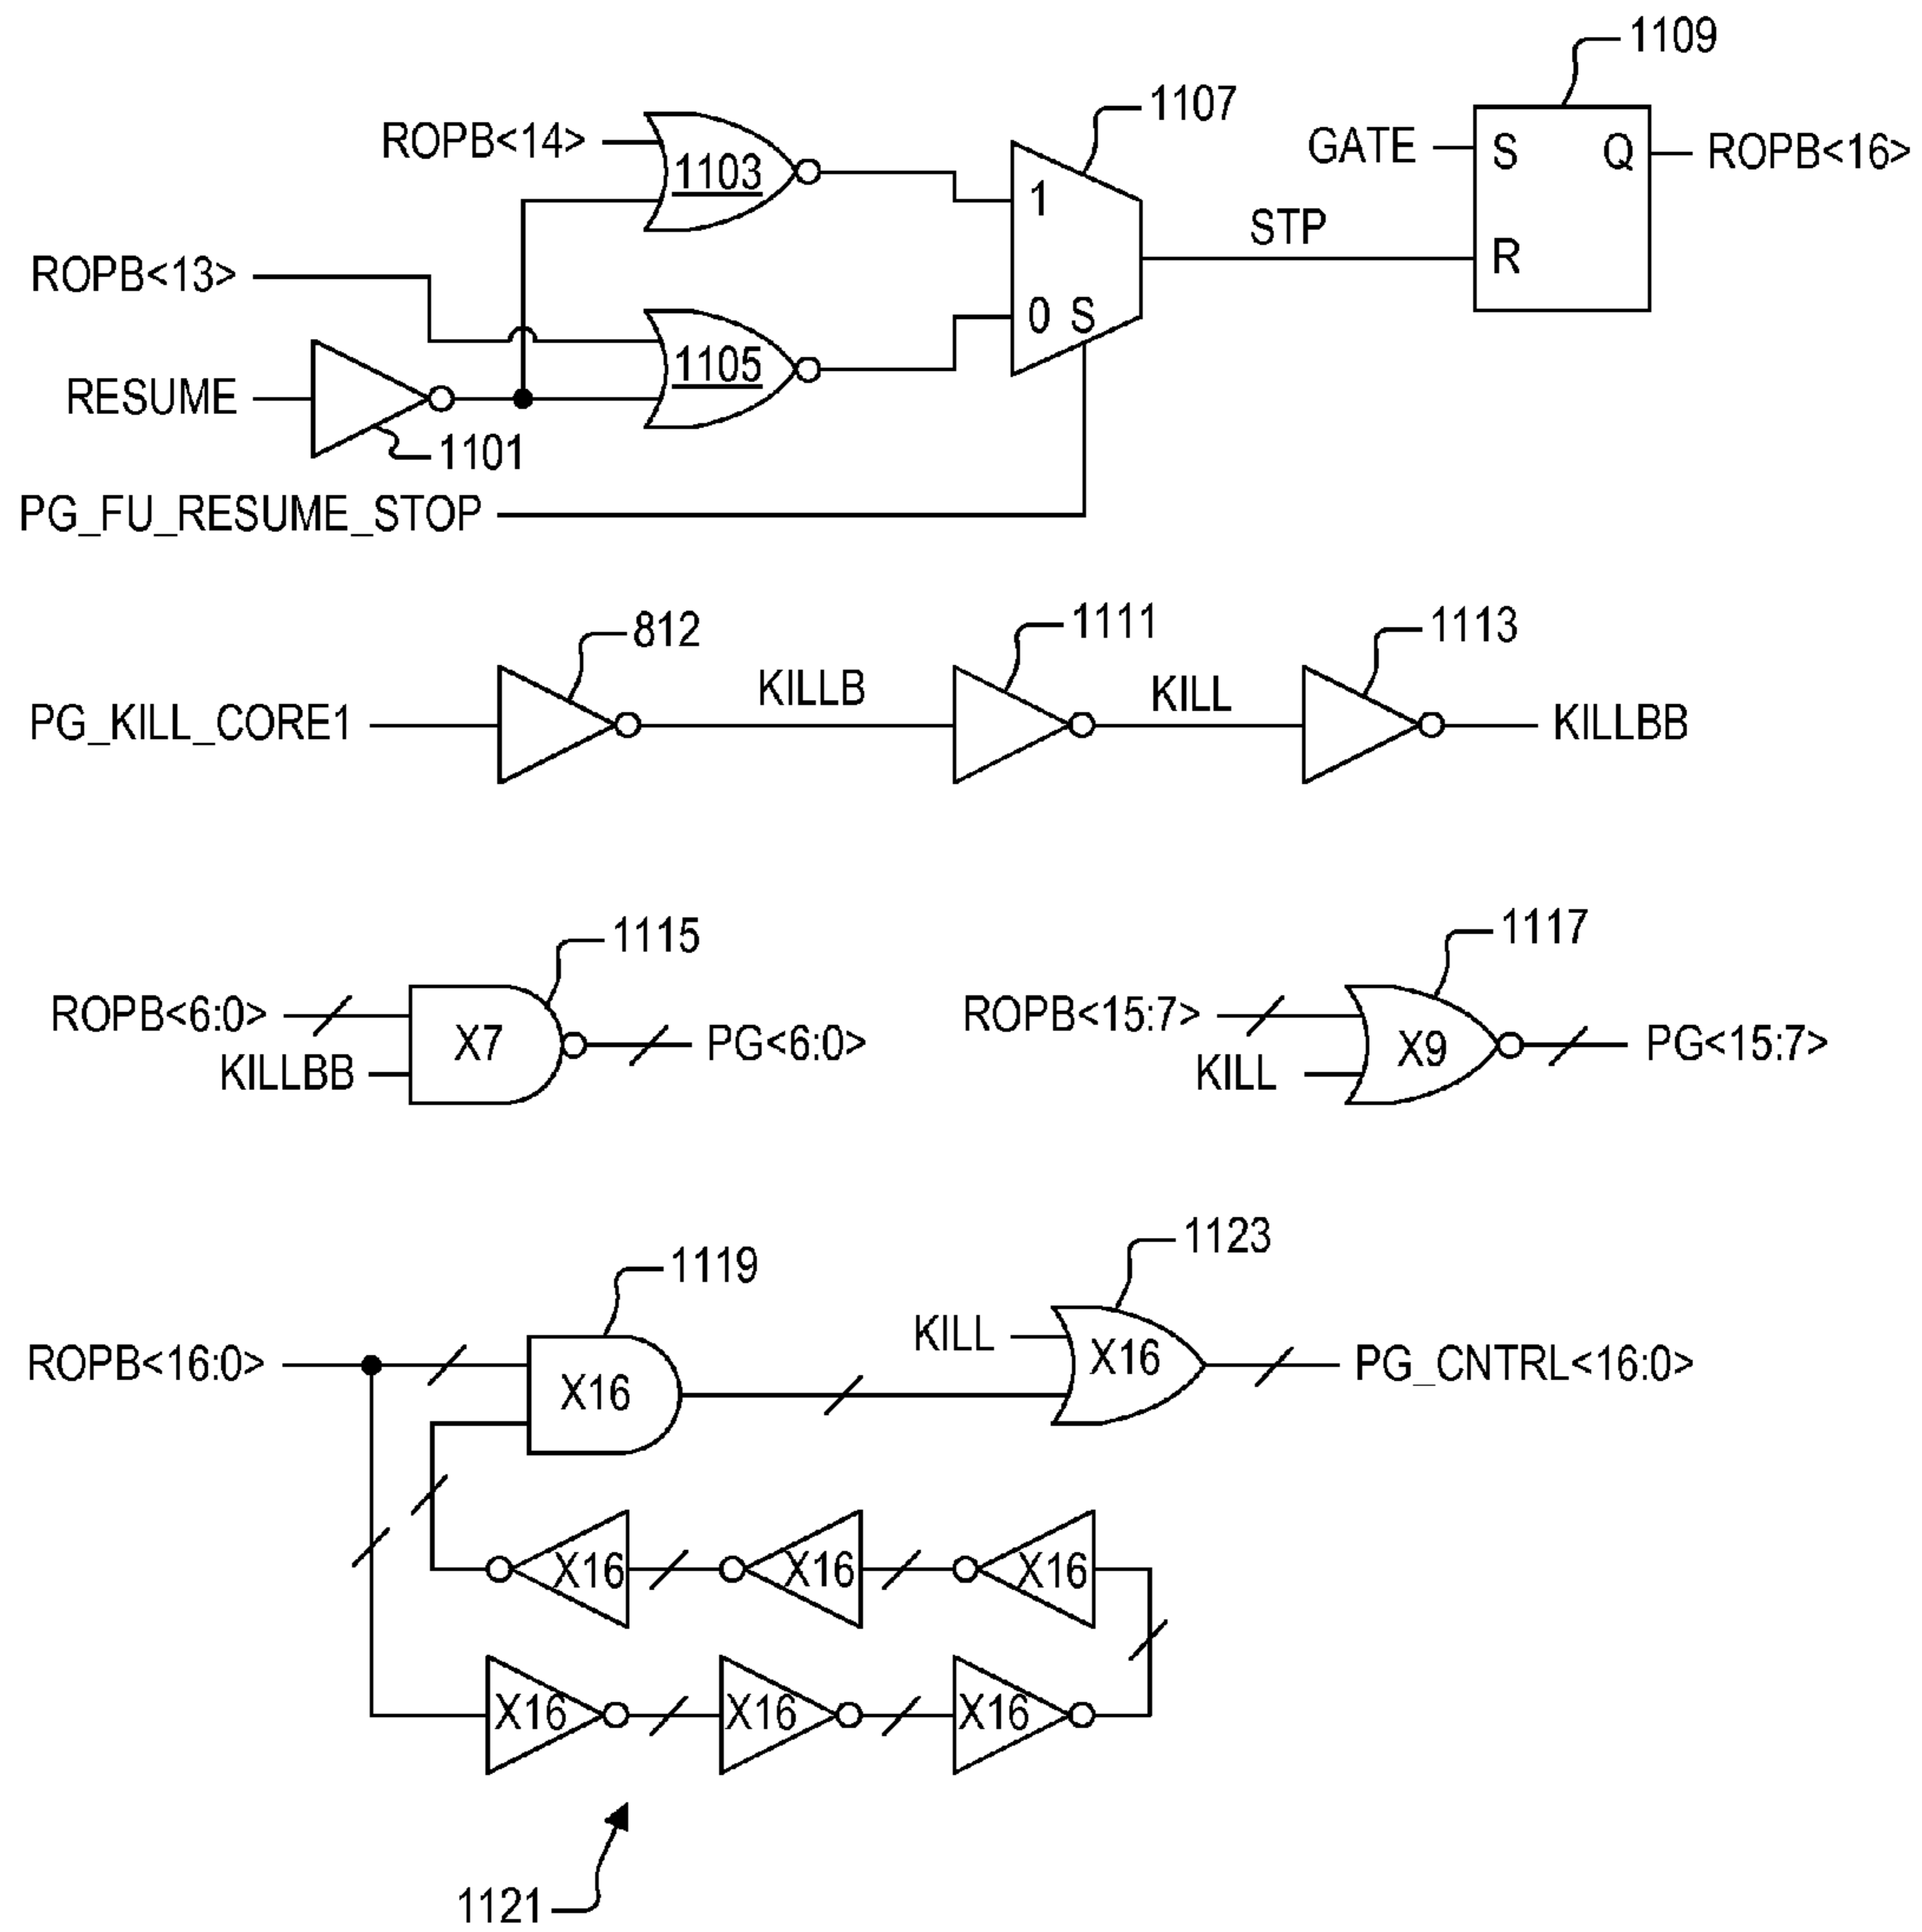 1109
1107
ROPB<14>
1103
1
GATE
S
Q
ROPB<16>
STP
R
ROPB<13>
0 S
1105
RESUME
1101
PG_FU_RESUME_STOP
812
1111
1113
PG_KILL_CORE1
KILLB
KILL
KILLBB
1115
1117
ROPB<6:0>
KILLBB
X7
PG<6:0>
ROPB<15:7>
KILL
X9
PG<15:7>
1119
1123
ROPB<16:0>
X16
KILL
X16
PG_CNTRL<16:0>
X16
X16
X16
X16
X16
X16
1121